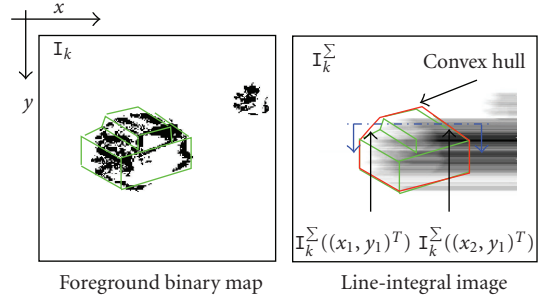 x
y
I_k
I_k^Σ
Convex hull
I_k^Σ((x_1, y_1)^T) I_k^Σ((x_2, y_1)^T)
Foreground binary map
Line-integral image